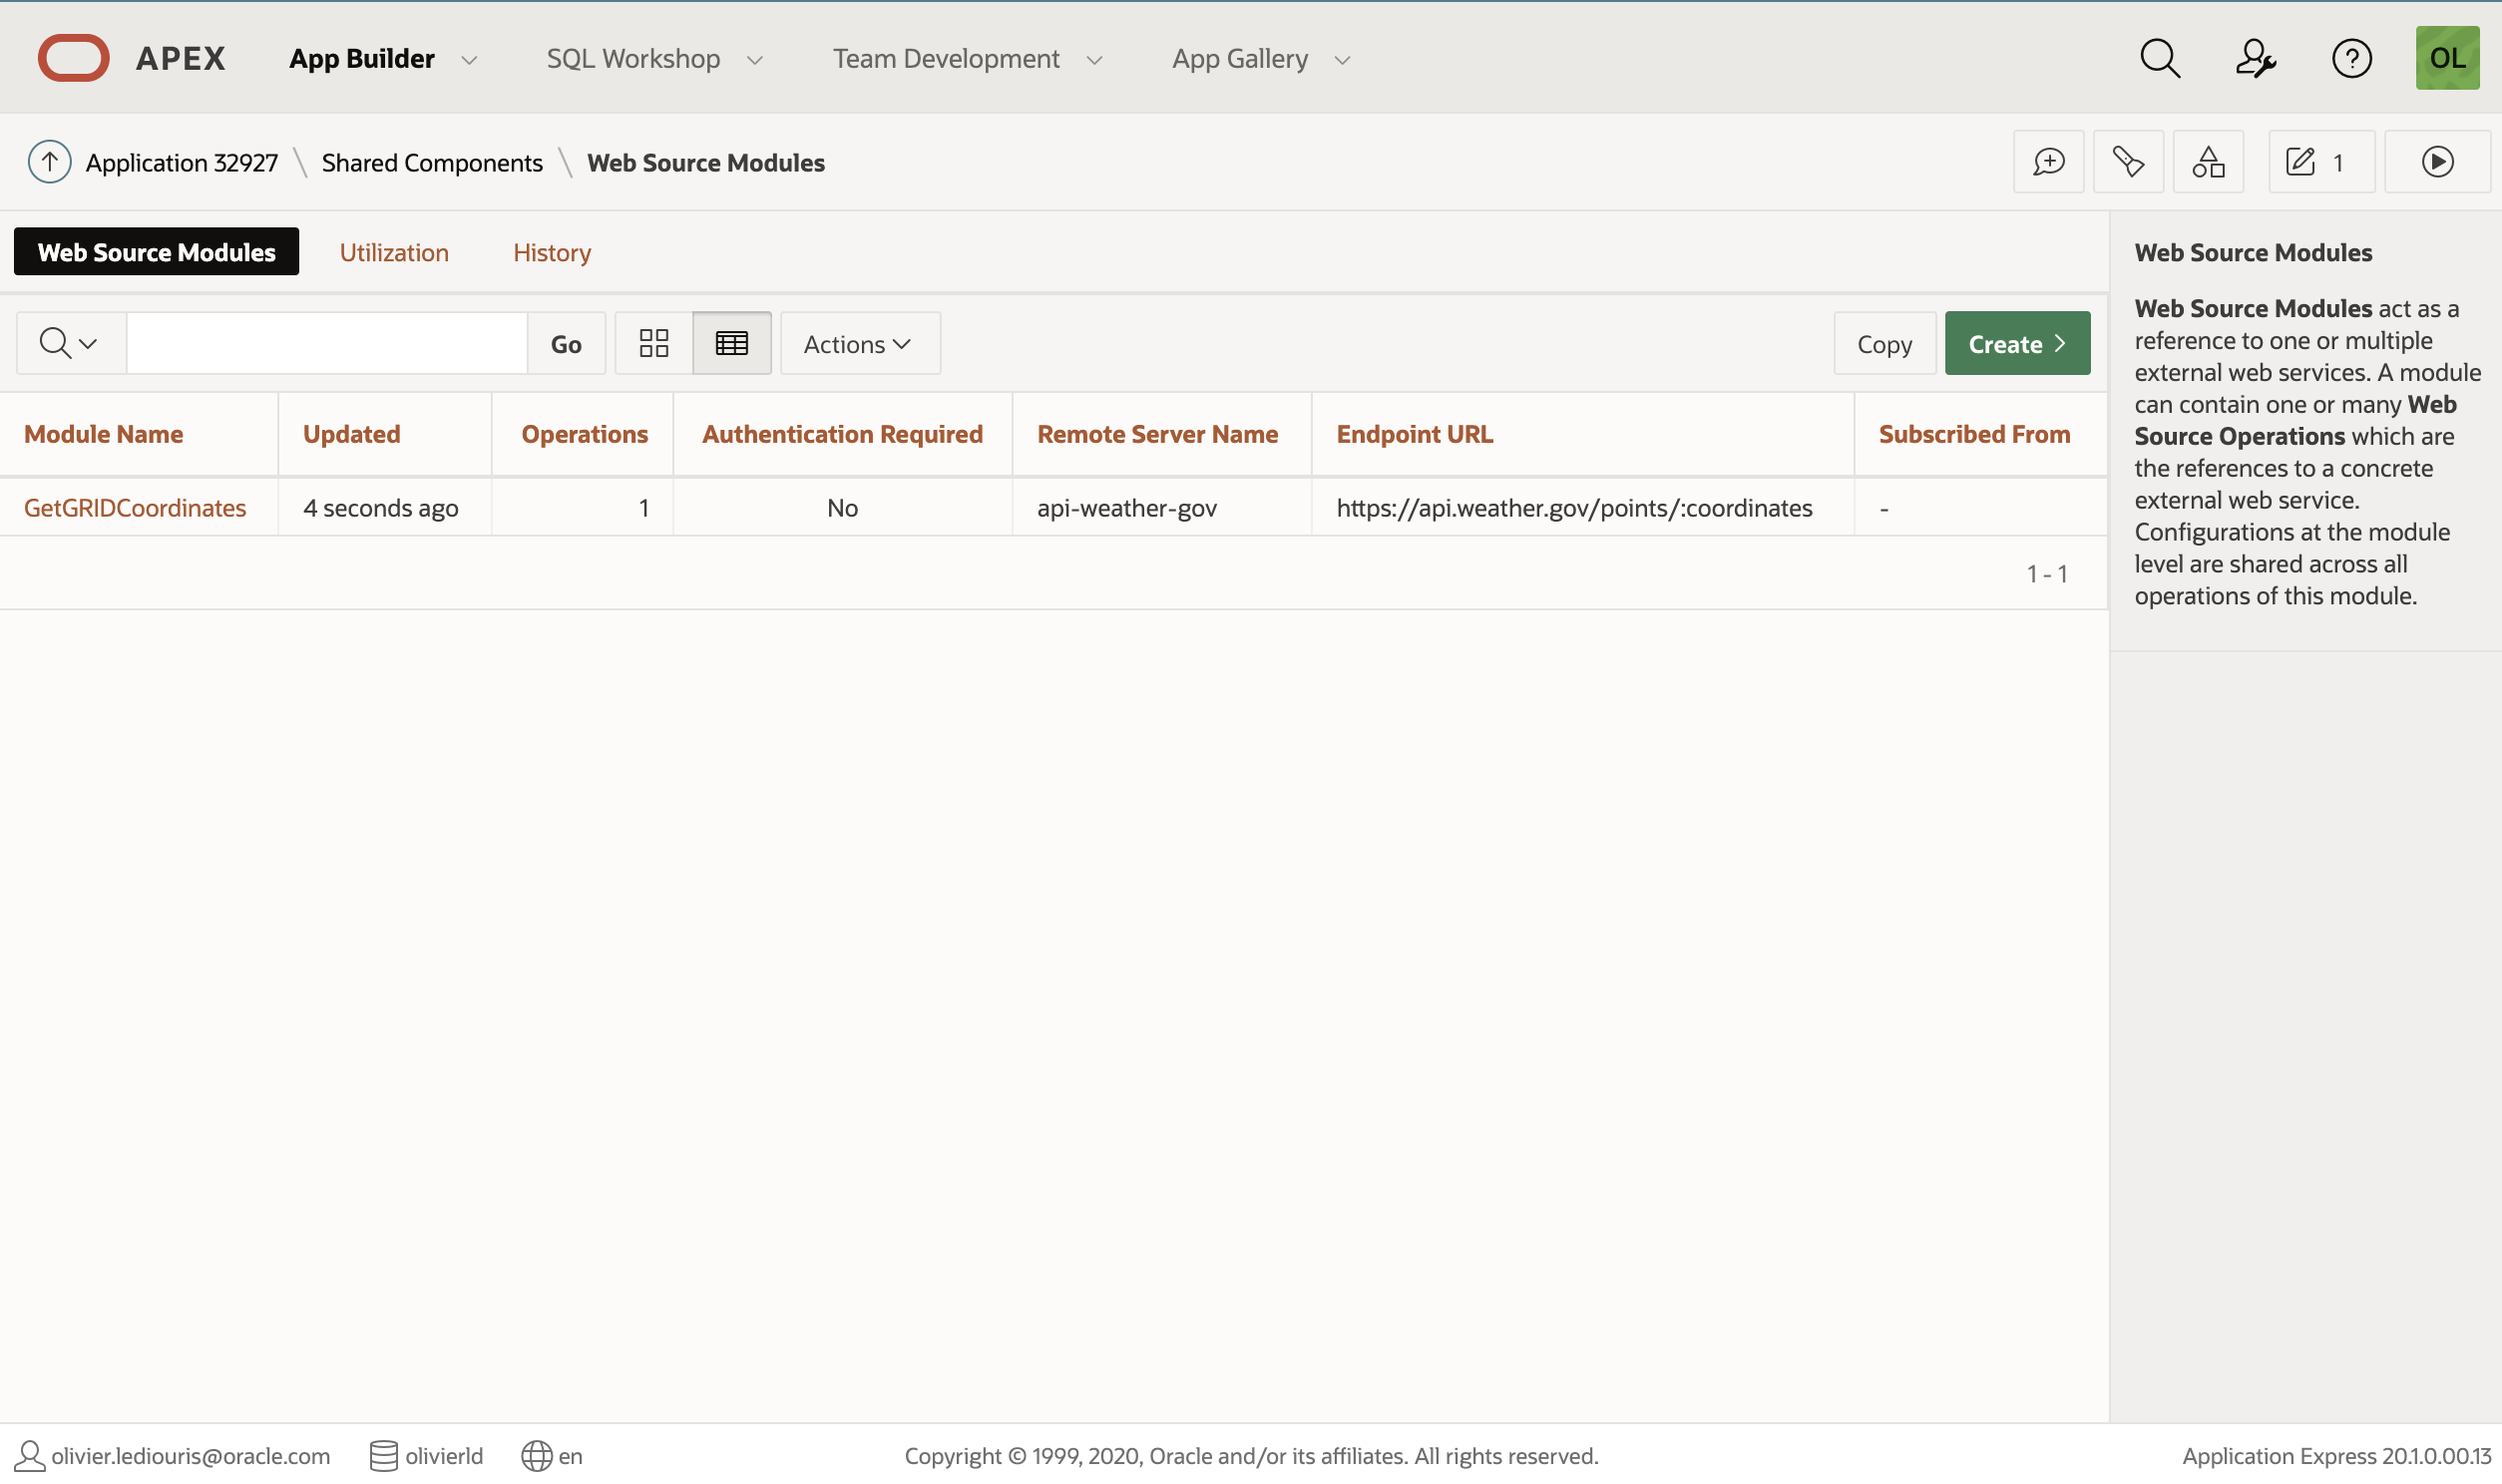 APEX App Builder SQL Workshop Team Development App Gallery OL
Application 32927 \ Shared Components \ Web Source Modules 1
Web Source Modules Utilization History
Go Actions Copy Create
Module Name Updated Operations Authentication Required Remote Server Name Endpoint URL Subscribed From
GetGRIDCoordinates 4 seconds ago 1 No api-weather-gov https://api.weather.gov/points/:coordinates -
1 - 1
Web Source Modules
Web Source Modules act as a
reference to one or multiple
external web services. A module
can contain one or many Web
Source Operations which are
the references to a concrete
external web service.
Configurations at the module
level are shared across all
operations of this module.
olivier.lediouris@oracle.com olivierld en Copyright © 1999, 2020, Oracle and/or its affiliates. All rights reserved. Application Express 20.1.0.00.13